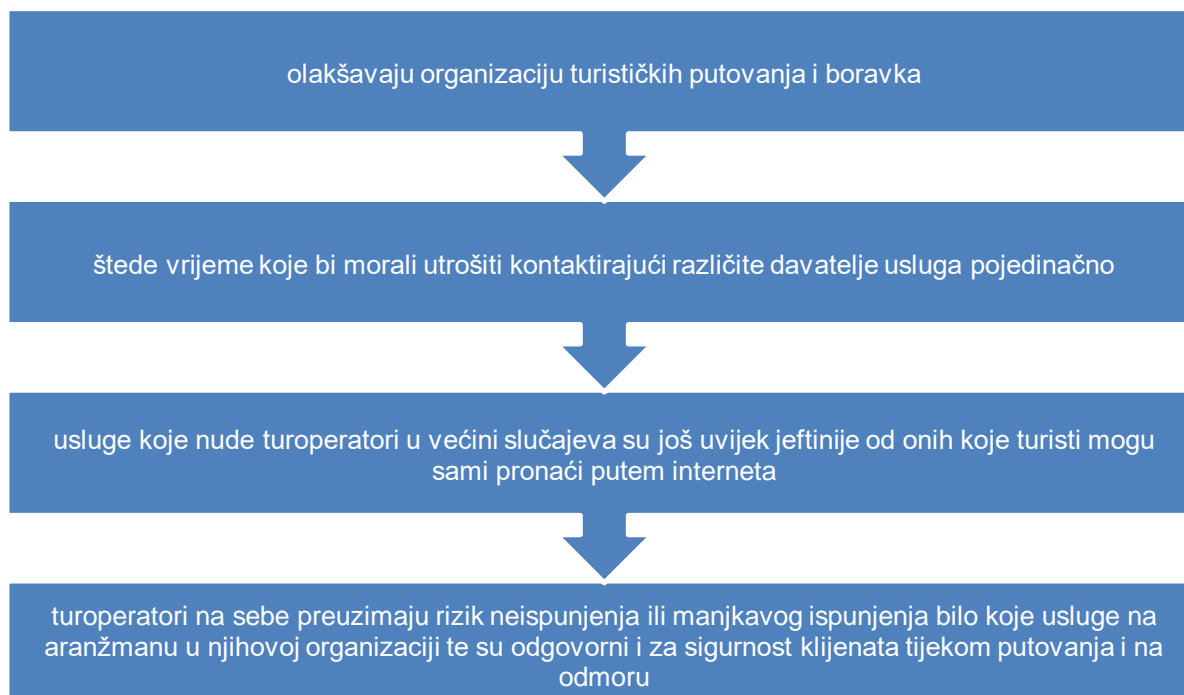 olakšavaju organizaciju turističkih putovanja i boravka
štede vrijeme koje bi morali utrošiti kontaktirajući različite davatelje usluga pojedinačno
usluge koje nude turoperatori u većini slučajeva su još uvijek jeftinije od onih koje turisti mogu
sami pronaći putem interneta
turoperatori na sebe preuzimaju rizik neispunjenja ili manjkavog ispunjenja bilo koje usluge na
aranžmanu u njihovoj organizaciji te su odgovorni i za sigurnost klijenata tijekom putovanja i na
odmoru